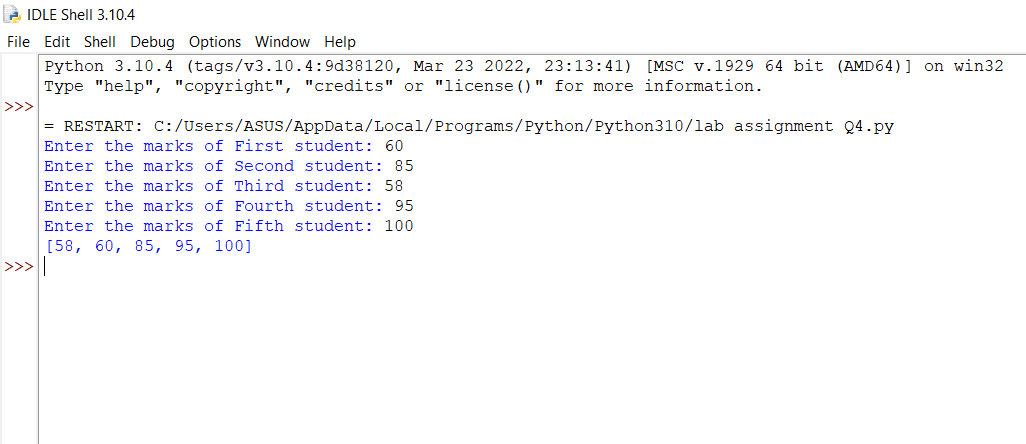 IDLE Shell 3.10.4
File Edit Shell Debug Options Window Help
Python 3.10.4 (tags/v3.10.4:9d38120, Mar 23 2022, 23:13:41) [MSC v.1929 64 bit (AMD64)] on win32
Type "help", "copyright", "credits" or "license()" for more information.
>>>
= RESTART: C:/Users/ASUS/AppData/Local/Programs/Python/Python310/lab assignment Q4.py
Enter the marks of First student: 60
Enter the marks of Second student: 85
Enter the marks of Third student: 58
Enter the marks of Fourth student: 95
Enter the marks of Fifth student: 100
[58, 60, 85, 95, 100]
>>>